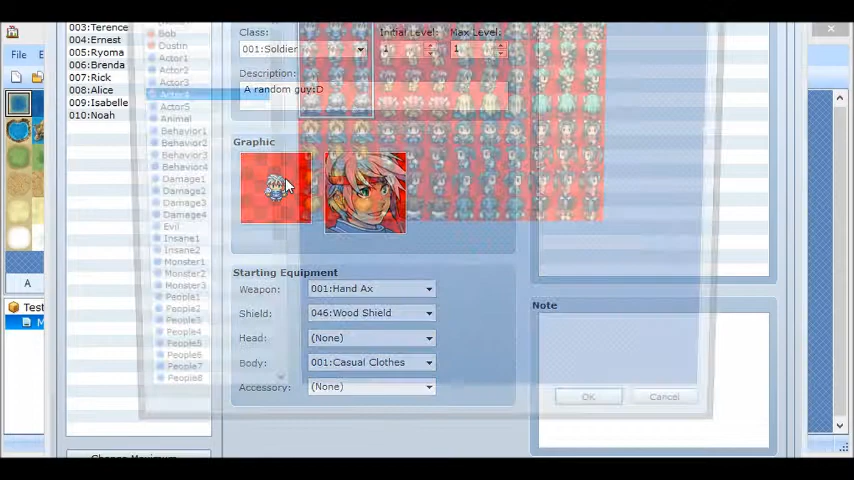 003:Terence
004:Ernest
005:Ryoma
006:Brenda
007:Rick
008:Alice
009:Isabelle
010:Noah
File
Bob
Dustin
Actor1
Actor2
Actor3
Actor4
Actor5
Animal
Behavior1
Behavior2
Behavior3
Behavior4
Damage1
Damage2
Damage3
Damage4
Evil
Insane1
Insane2
Monster1
Monster2
Monster3
People1
People2
People3
People4
People5
People6
People7
People8
Class:
001:Soldier
Initial Level:
1
Max Level:
1
Description:
A random guy:D
Graphic
Starting Equipment
Weapon: 001:Hand Ax
Shield: 046:Wood Shield
Head: (None)
Body: 001:Casual Clothes
Accessory: (None)
Note
OK
Cancel
A